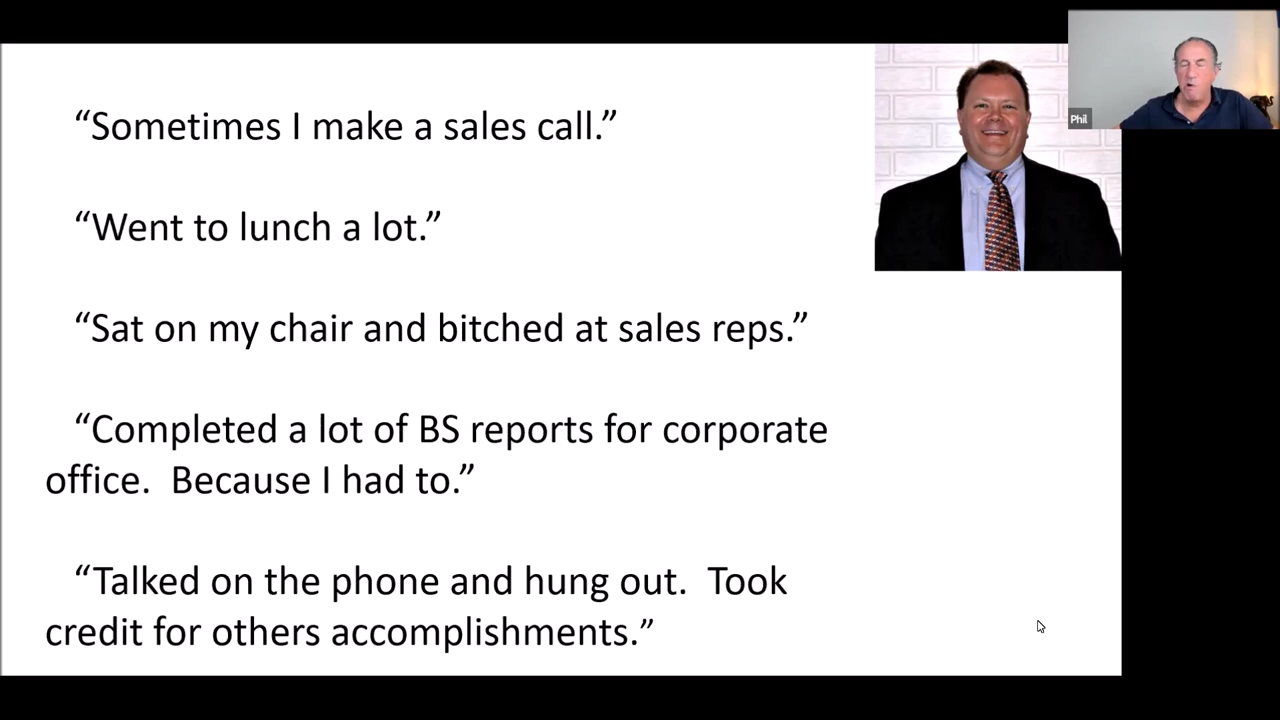 “Sometimes I make a sales call.”
“Went to lunch a lot.”
“Sat on my chair and bitched at sales reps.”
“Completed a lot of BS reports for corporate
office.  Because I had to.”
“Talked on the phone and hung out.  Took
credit for others accomplishments.”
Phil